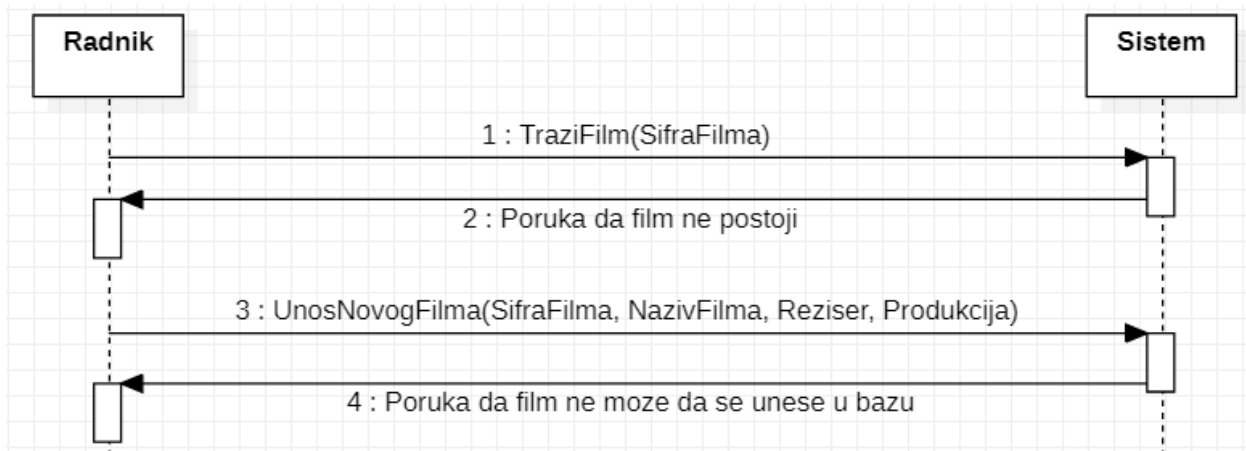 Radnik
Sistem
1 : TraziFilm(SifraFilma)
2 : Poruka da film ne postoji
3 : UnosNovogFilma(SifraFilma, NazivFilma, Reziser, Produkcija)
4 : Poruka da film ne moze da se unese u bazu